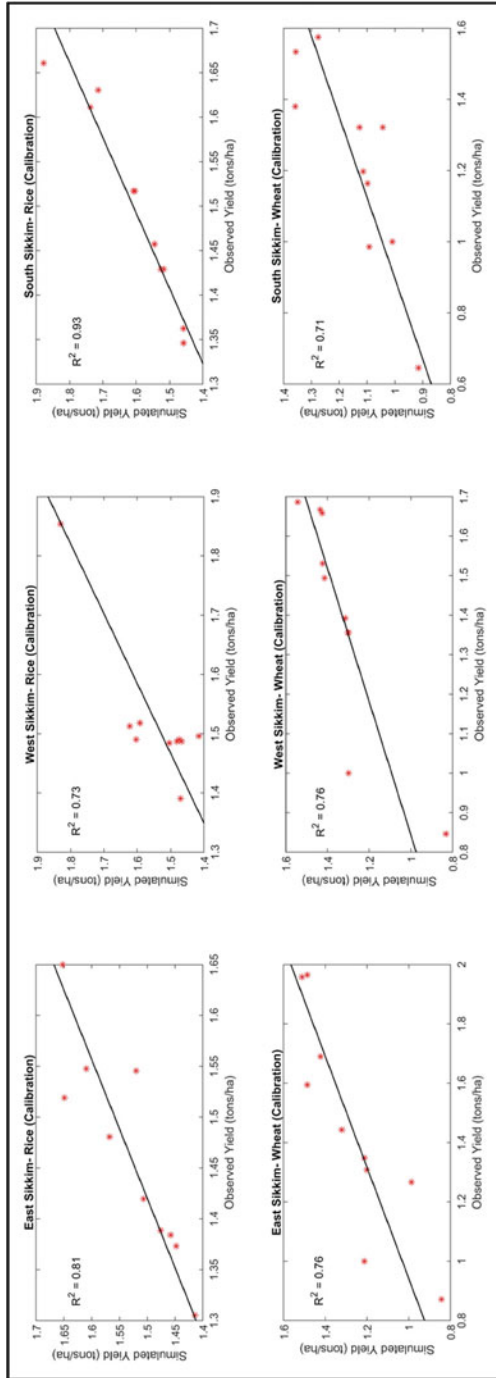 East Sikkim- Rice (Calibration)
R² = 0.81
Simulated Yield (tons/ha)
1.7
1.65
1.6
1.55
1.5
1.45
1.4
1.3 1.35 1.4 1.45 1.5 1.55 1.6 1.65
Observed Yield (tons/ha)
West Sikkim- Rice (Calibration)
R² = 0.73
Simulated Yield (tons/ha)
1.9
1.8
1.7
1.6
1.5
1.4
1.3 1.4 1.5 1.6 1.7 1.8 1.9
Observed Yield (tons/ha)
South Sikkim- Rice (Calibration)
R² = 0.93
Simulated Yield (tons/ha)
1.9
1.8
1.7
1.6
1.5
1.4
1.3 1.35 1.4 1.45 1.5 1.55 1.6 1.65 1.7
Observed Yield (tons/ha)
East Sikkim- Wheat (Calibration)
R² = 0.76
Simulated Yield (tons/ha)
1.6
1.4
1.2
1
0.8
0.8 1 1.2 1.4 1.6 1.8 2
Observed Yield (tons/ha)
West Sikkim- Wheat (Calibration)
R² = 0.76
Simulated Yield (tons/ha)
1.6
1.4
1.2
1
0.8
0.8 0.9 1 1.1 1.2 1.3 1.4 1.5 1.6 1.7
Observed Yield (tons/ha)
South Sikkim- Wheat (Calibration)
R² = 0.71
Simulated Yield (tons/ha)
1.4
1.3
1.2
1.1
1
0.9
0.8
0.6 0.8 1 1.2 1.4 1.6
Observed Yield (tons/ha)